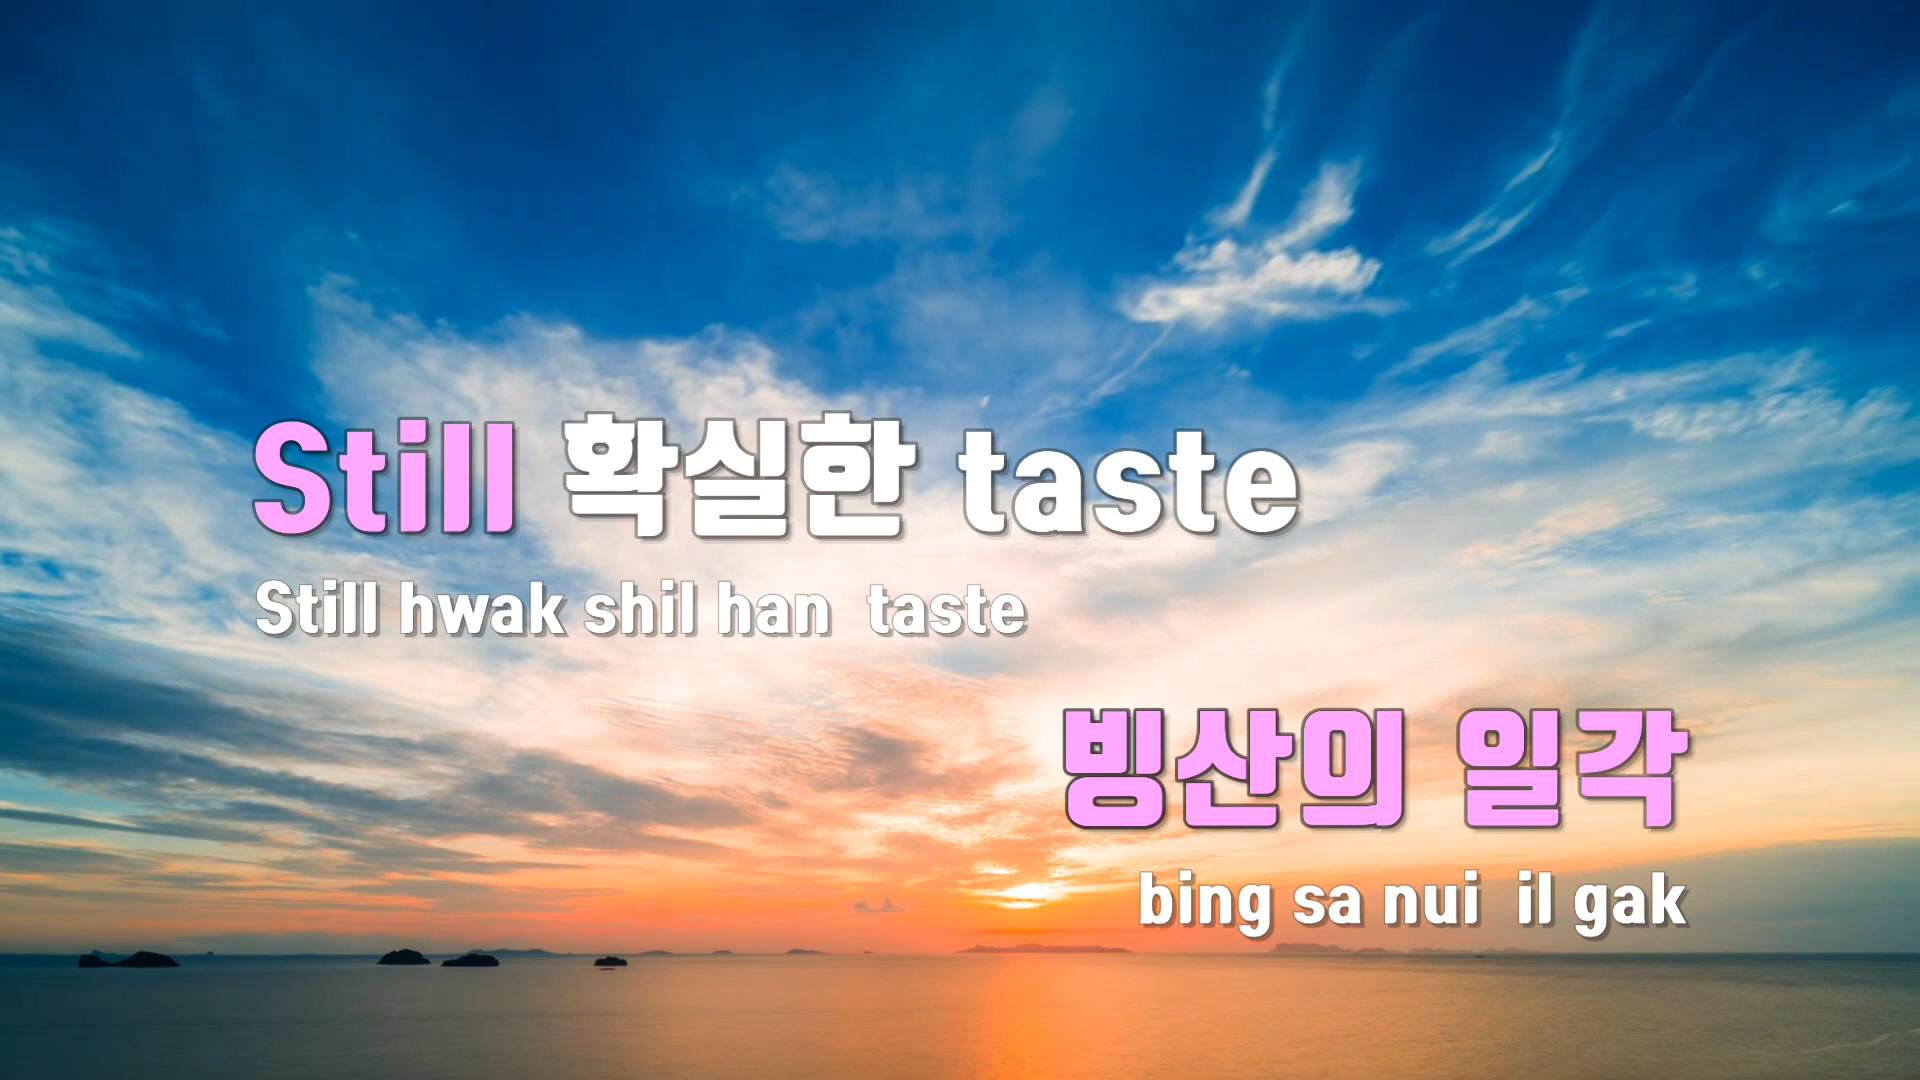 Still 확실한 taste
Still hwak shil han taste
빙산의 일각
bing sa nui il gak